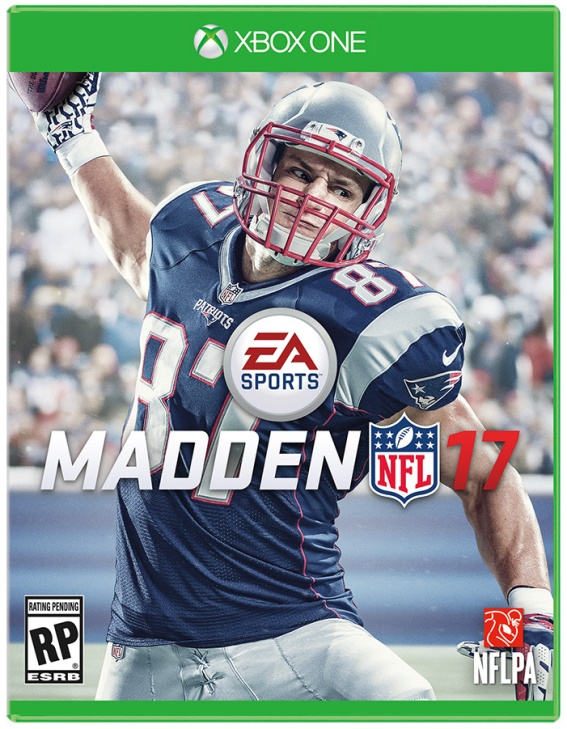 XBOX ONE
87
PATRIOTS
87
EA
SPORTS
MADDEN NFL 17
RATING PENDING
RP
ESRB
NFLPA